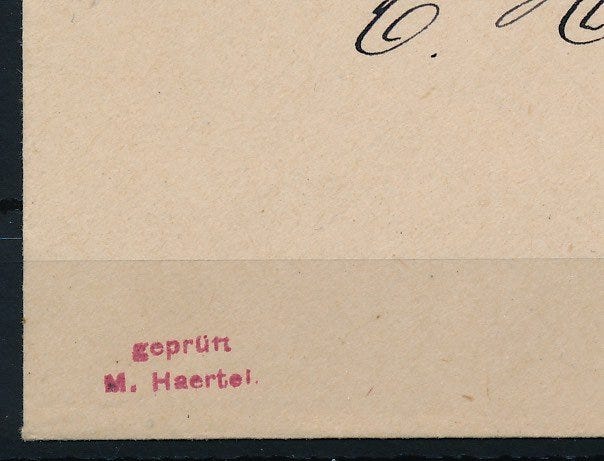 C.
geprüft
M. Haertel.